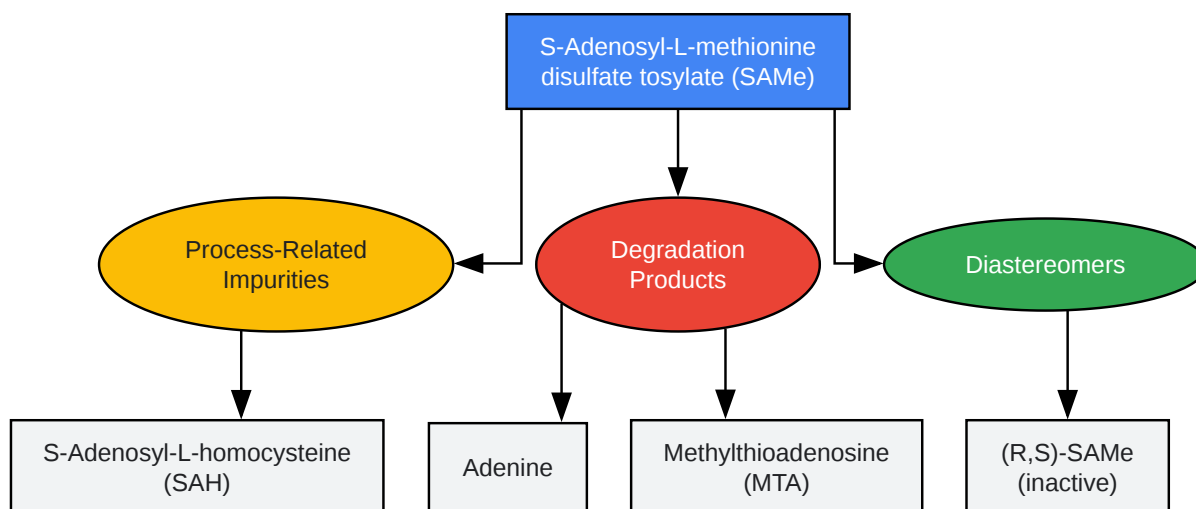 S-Adenosyl-L-methionine
disulfate tosylate (SAMe)
Process-Related
Impurities
Degradation
Products
Diastereomers
S-Adenosyl-L-homocysteine
(SAH)
Adenine
Methylthioadenosine
(MTA)
(R,S)-SAMe
(inactive)